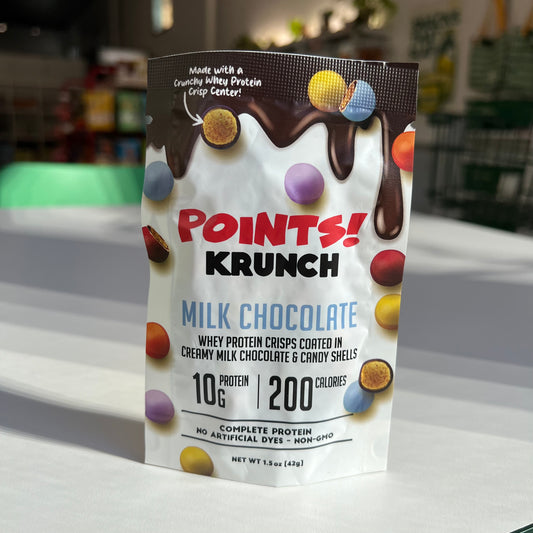 Made with a
Crunchy Whey Protein
Crisp Center!
POINTS!
KRUNCH
MILK CHOCOLATE
WHEY PROTEIN CRISPS COATED IN
CREAMY MILK CHOCOLATE & CANDY SHELLS
10G PROTEIN | 200 CALORIES
COMPLETE PROTEIN
NO ARTIFICIAL DYES - NON-GMO
NET WT 1.5oz (42g)